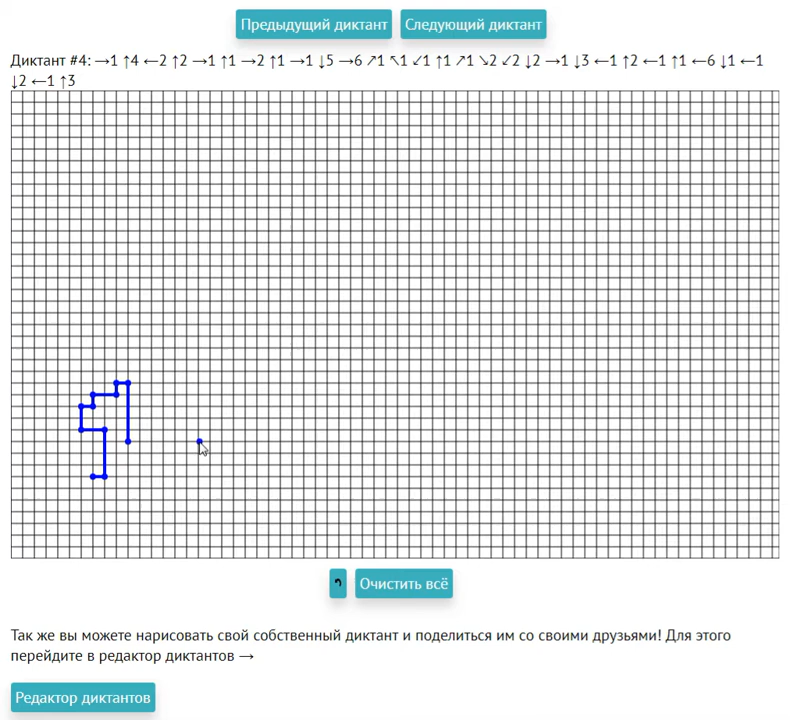 Предыдущий диктант Следующий диктант
Диктант #4: →1 ↑4 ←2 ↑2 →1 ↑1 →2 ↑1 →1 ↓5 →6 ↗1 ↖1 ↙1 ↑1 ↗1 ↘2 ↙2 ↓2 →1 ↓3 ←1 ↑2 ←1 ↑1 ←6 ↓1 ←1
↓2 ←1 ↑3
Очистить всё
Так же вы можете нарисовать свой собственный диктант и поделиться им со своими друзьями! Для этого
перейдите в редактор диктантов →
Редактор диктантов